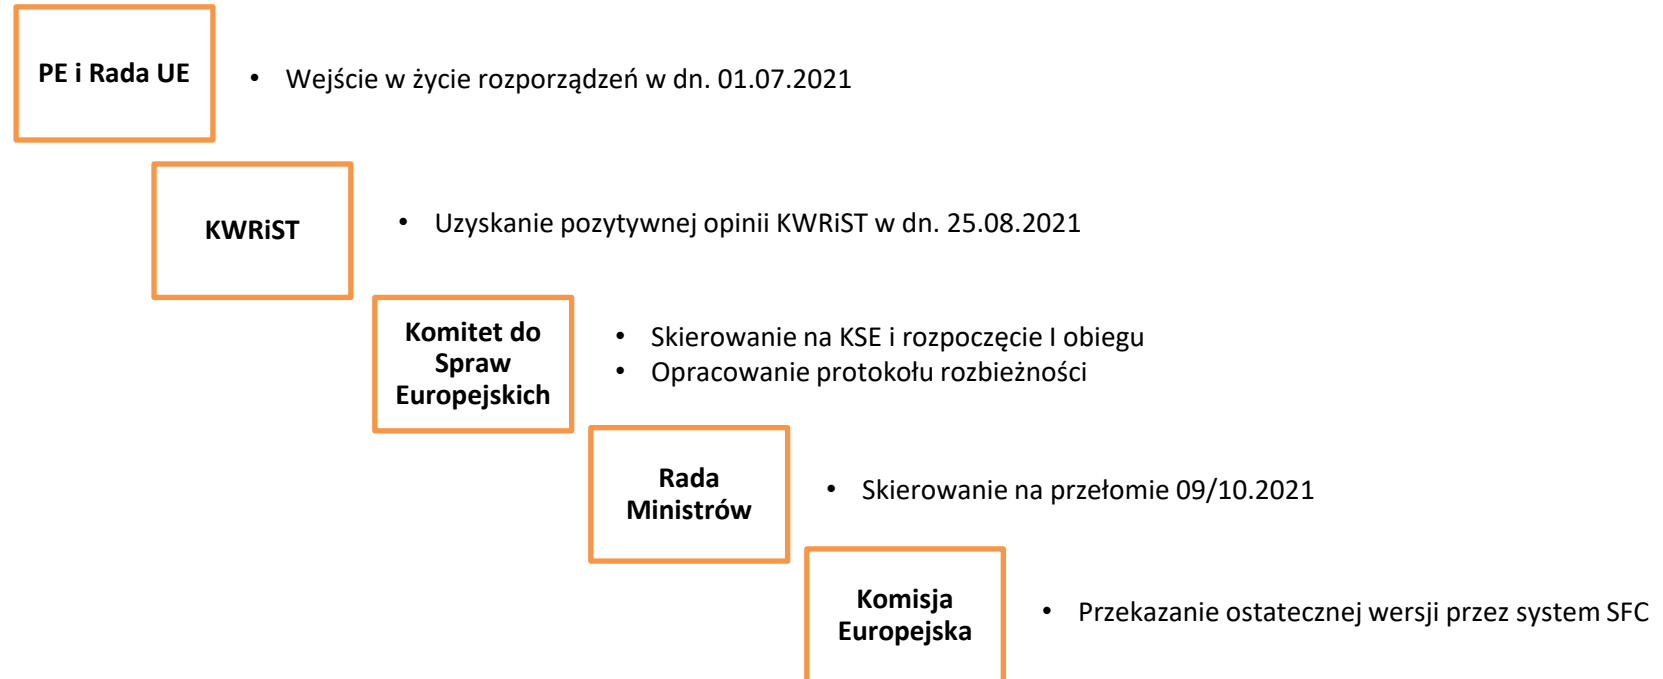 PE i Rada UE
• Wejście w życie rozporządzeń w dn. 01.07.2021
KWRiST
• Uzyskanie pozytywnej opinii KWRiST w dn. 25.08.2021
Komitet do
Spraw
Europejskich
• Skierowanie na KSE i rozpoczęcie I obiegu
• Opracowanie protokołu rozbieżności
Rada
Ministrów
• Skierowanie na przełomie 09/10.2021
Komisja
Europejska
• Przekazanie ostatecznej wersji przez system SFC